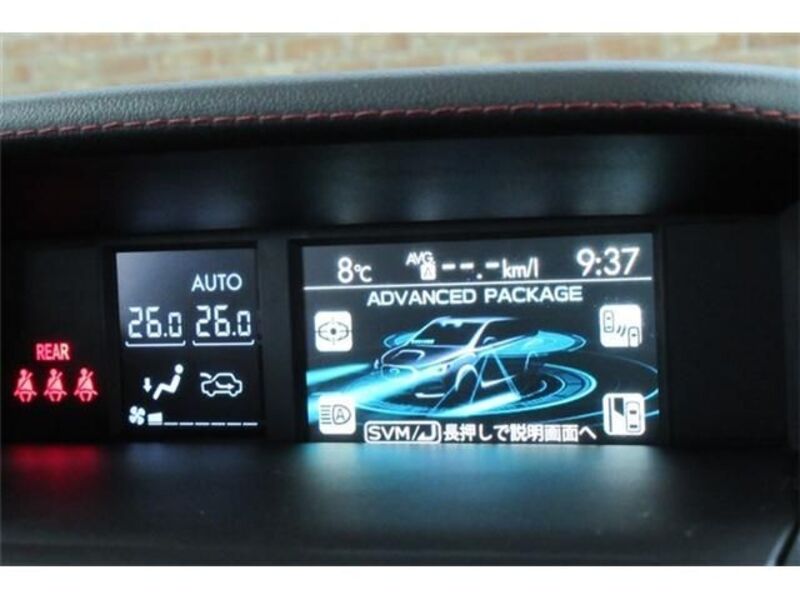 8°C AVG A --.- km/l 9:37
ADVANCED PACKAGE
AUTO
26.0 26.0
REAR
A
SVM/⤶ 長押しで説明画面へ